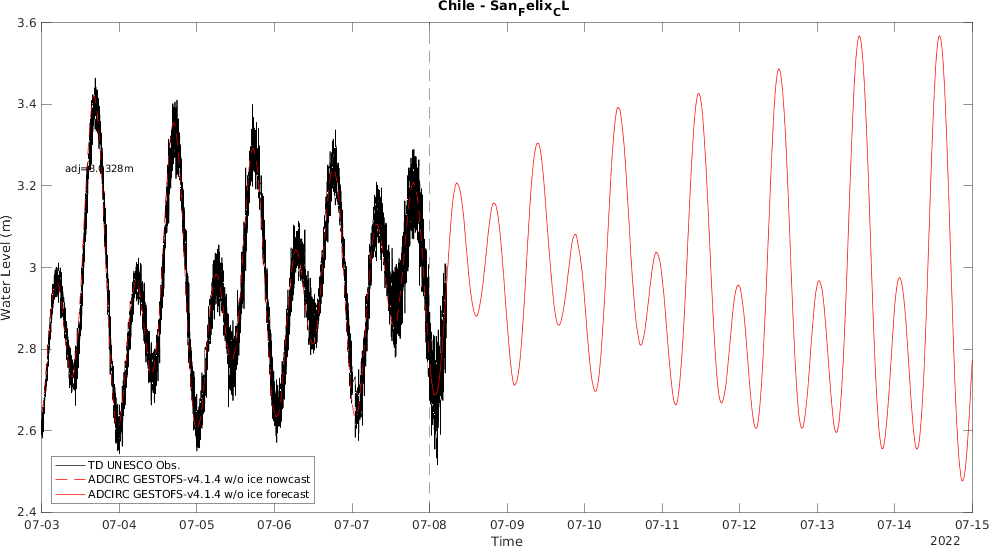 Chile - SanFelixCL
3.6
3.4
3.2
3
2.8
2.6
2.4
Water Level (m)
TD UNESCO Obs.
ADCIRC GESTOFS-v4.1.4 w/o ice nowcast
ADCIRC GESTOFS-v4.1.4 w/o ice forecast
07-03 07-04 07-05 07-06 07-07 07-08 07-09 07-10 07-11 07-12 07-13 07-14 07-15
Time
2022